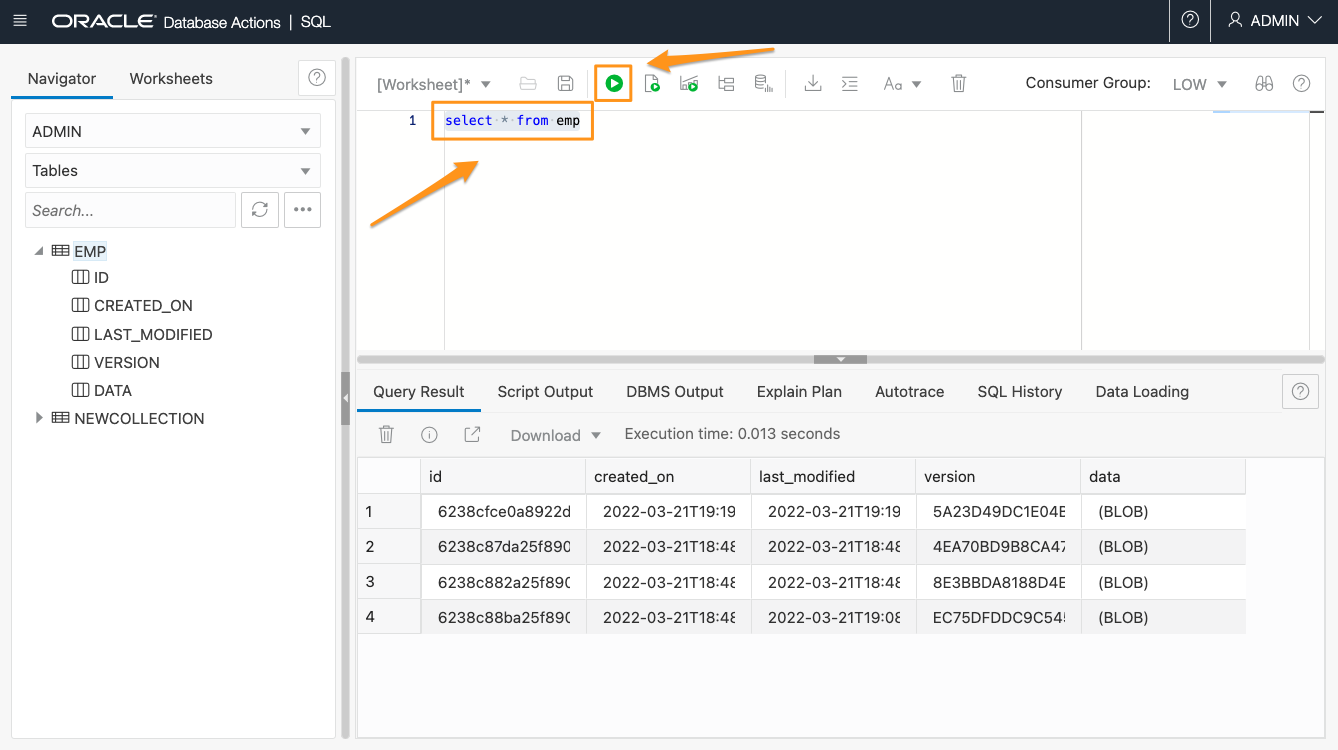 ORACLE Database Actions | SQL
ADMIN
Navigator
Worksheets
ADMIN
Tables
Search...
EMP
ID
CREATED_ON
LAST_MODIFIED
VERSION
DATA
NEWCOLLECTION
[Worksheet]*
Aa
Consumer Group: LOW
1 select * from emp
Query Result Script Output DBMS Output Explain Plan Autotrace SQL History Data Loading
Download Execution time: 0.013 seconds
id created_on last_modified version data
1 6238cfce0a8922d 2022-03-21T19:19 2022-03-21T19:19 5A23D49DC1E04E (BLOB)
2 6238c87da25f890 2022-03-21T18:48 2022-03-21T18:48 4EA70BD9B8CA47 (BLOB)
3 6238c882a25f890 2022-03-21T18:48 2022-03-21T18:48 8E3BBDA8188D4E (BLOB)
4 6238c88ba25f890 2022-03-21T18:48 2022-03-21T19:08 EC75DFDDC9C545 (BLOB)